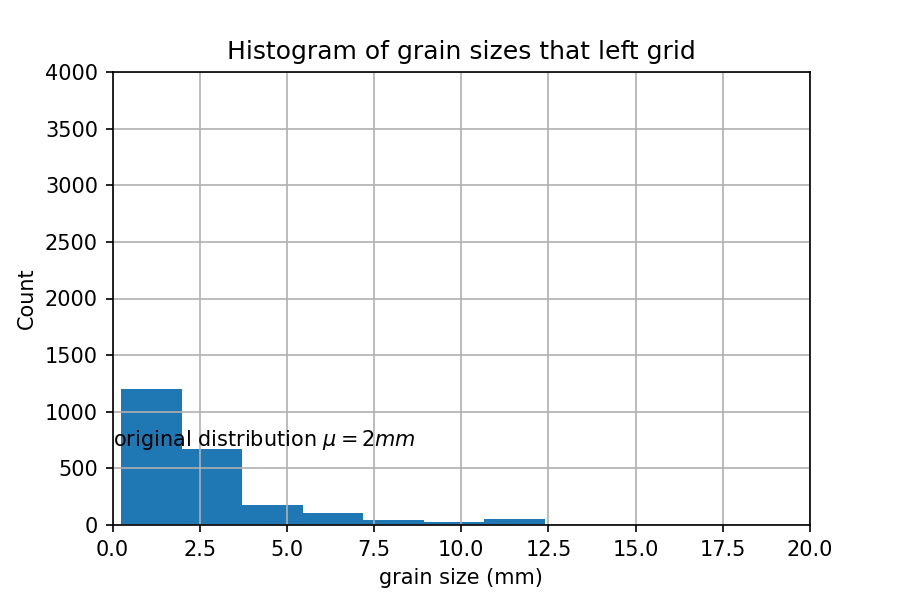 Histogram of grain sizes that left grid
4000
3500
3000
2500
2000
1500
1000
500
0
Count
original distribution μ = 2mm
0.0 2.5 5.0 7.5 10.0 12.5 15.0 17.5 20.0
grain size (mm)